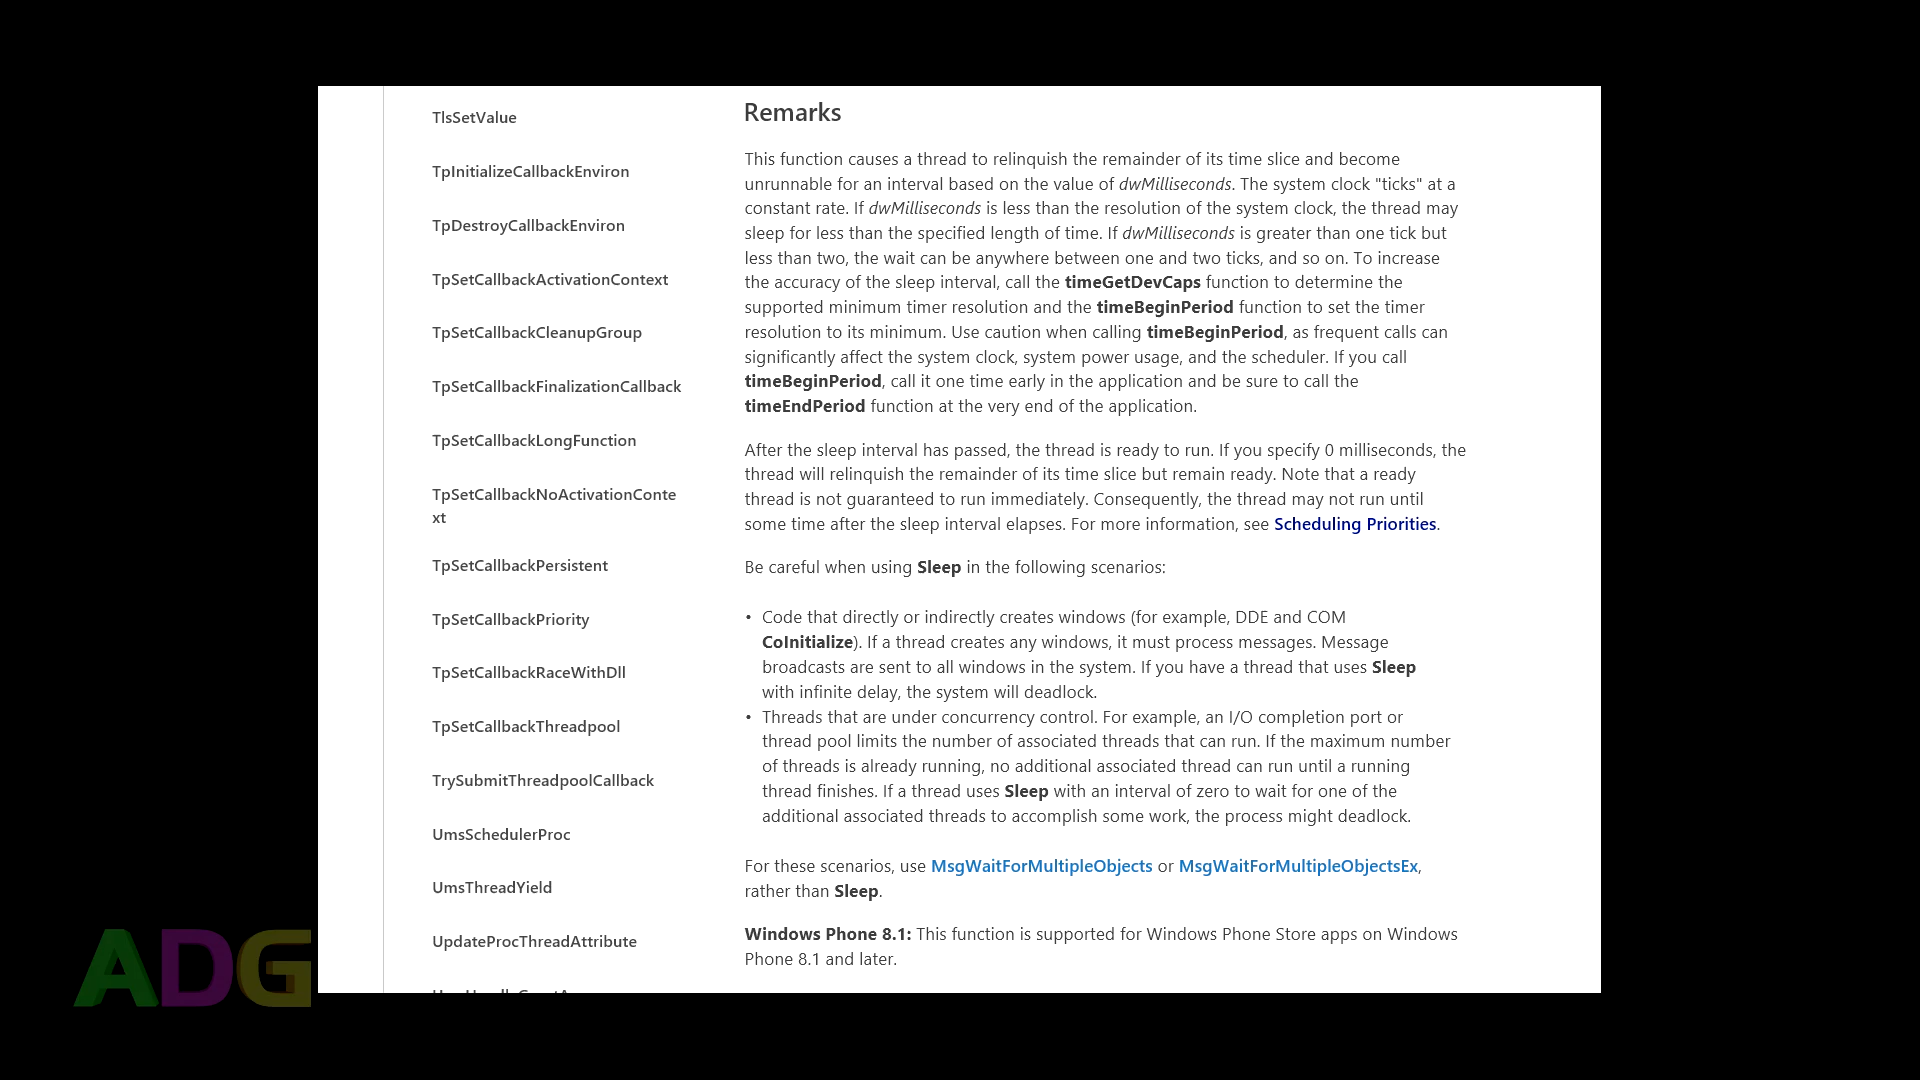 TlsSetValue
TpInitializeCallbackEnviron
TpDestroyCallbackEnviron
TpSetCallbackActivationContext
TpSetCallbackCleanupGroup
TpSetCallbackFinalizationCallback
TpSetCallbackLongFunction
TpSetCallbackNoActivationConte
xt
TpSetCallbackPersistent
TpSetCallbackPriority
TpSetCallbackRaceWithDll
TpSetCallbackThreadpool
TrySubmitThreadpoolCallback
UmsSchedulerProc
UmsThreadYield
UpdateProcThreadAttribute
Remarks
This function causes a thread to relinquish the remainder of its time slice and become
unrunnable for an interval based on the value of dwMilliseconds. The system clock "ticks" at a
constant rate. If dwMilliseconds is less than the resolution of the system clock, the thread may
sleep for less than the specified length of time. If dwMilliseconds is greater than one tick but
less than two, the wait can be anywhere between one and two ticks, and so on. To increase
the accuracy of the sleep interval, call the timeGetDevCaps function to determine the
supported minimum timer resolution and the timeBeginPeriod function to set the timer
resolution to its minimum. Use caution when calling timeBeginPeriod, as frequent calls can
significantly affect the system clock, system power usage, and the scheduler. If you call
timeBeginPeriod, call it one time early in the application and be sure to call the
timeEndPeriod function at the very end of the application.
After the sleep interval has passed, the thread is ready to run. If you specify 0 milliseconds, the
thread will relinquish the remainder of its time slice but remain ready. Note that a ready
thread is not guaranteed to run immediately. Consequently, the thread may not run until
some time after the sleep interval elapses. For more information, see Scheduling Priorities.
Be careful when using Sleep in the following scenarios:
• Code that directly or indirectly creates windows (for example, DDE and COM
CoInitialize). If a thread creates any windows, it must process messages. Message
broadcasts are sent to all windows in the system. If you have a thread that uses Sleep
with infinite delay, the system will deadlock.
• Threads that are under concurrency control. For example, an I/O completion port or
thread pool limits the number of associated threads that can run. If the maximum number
of threads is already running, no additional associated thread can run until a running
thread finishes. If a thread uses Sleep with an interval of zero to wait for one of the
additional associated threads to accomplish some work, the process might deadlock.
For these scenarios, use MsgWaitForMultipleObjects or MsgWaitForMultipleObjectsEx,
rather than Sleep.
Windows Phone 8.1: This function is supported for Windows Phone Store apps on Windows
Phone 8.1 and later.
ADG